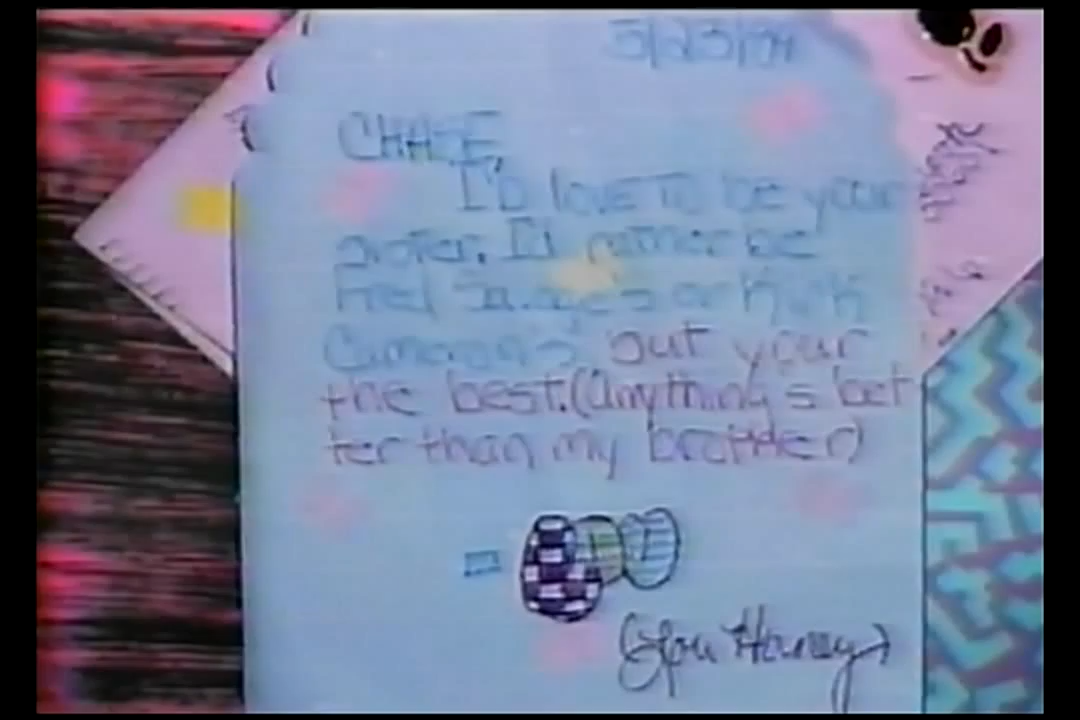 CHASE,
I'D love TO be your
sister. I'd rather be
Fred Savage's or Kirk
Cameron's but your
the best. (anything's bet
ter than my brother)